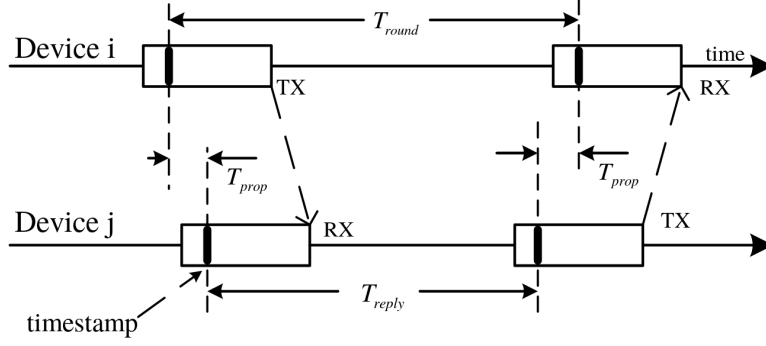 T_round
Device i
time
TX
RX
T_prop
T_prop
Device j
RX
TX
T_reply
timestamp